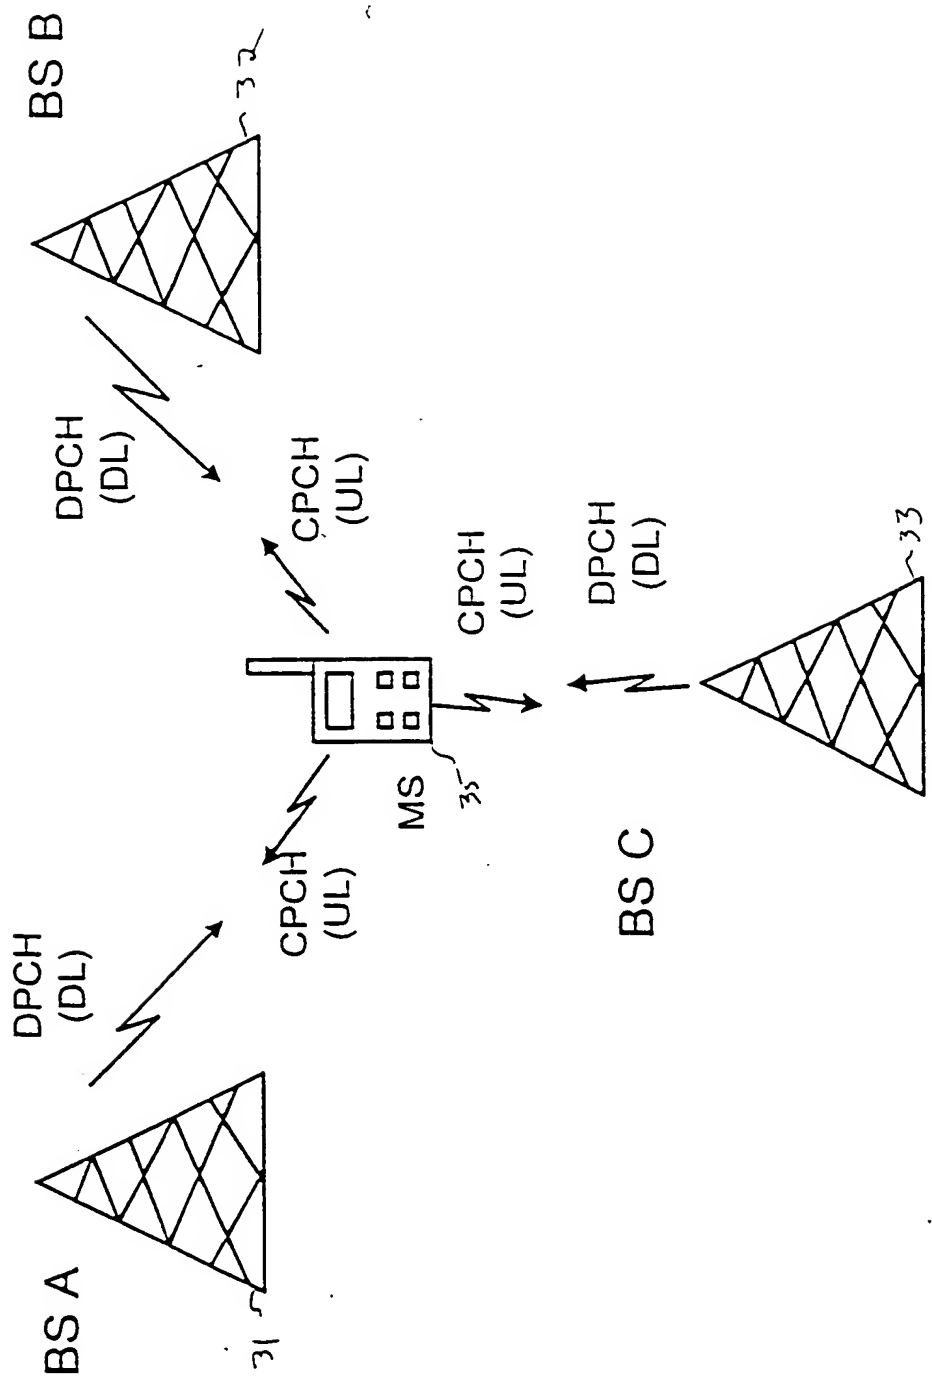 BS A
31
DPCH
(DL)
CPCH
(UL)
MS
35
DPCH
(DL)
CPCH
(UL)
BS B
32
CPCH
(UL)
DPCH
(DL)
BS C
33